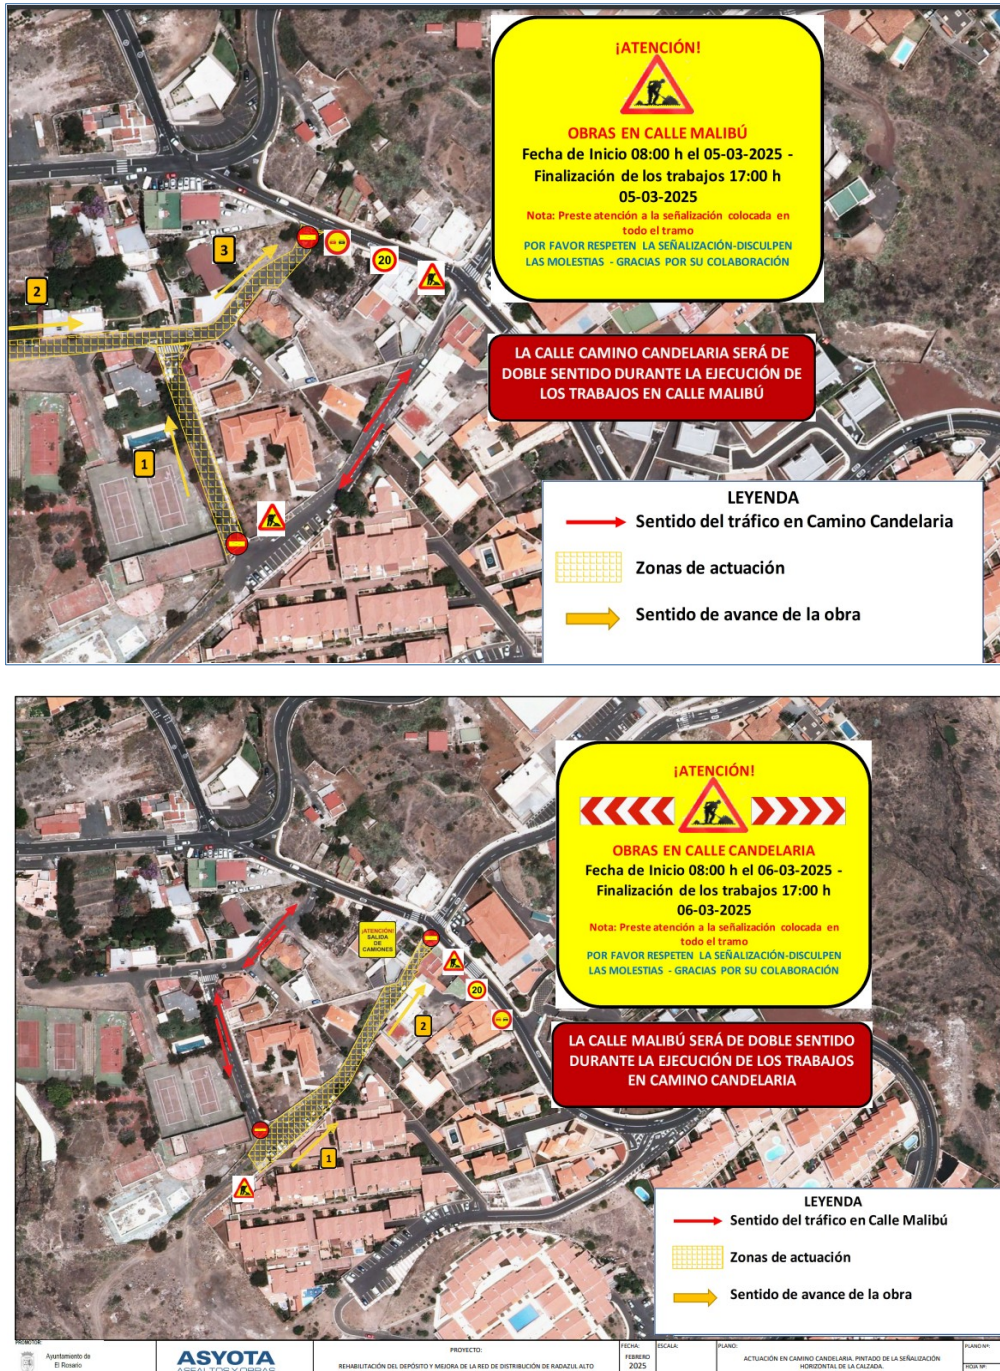 ¡ATENCIÓN!
OBRAS EN CALLE MALIBÚ
Fecha de Inicio 08:00 h el 05-03-2025 -
Finalización de los trabajos 17:00 h
05-03-2025
Nota: Preste atención a la señalización colocada en
todo el tramo
POR FAVOR RESPETEN LA SEÑALIZACIÓN-DISCULPEN
LAS MOLESTIAS - GRACIAS POR SU COLABORACIÓN
3
20
2
LA CALLE CAMINO CANDELARIA SERÁ DE
DOBLE SENTIDO DURANTE LA EJECUCIÓN DE
LOS TRABAJOS EN CALLE MALIBÚ
1
LEYENDA
Sentido del tráfico en Camino Candelaria
Zonas de actuación
Sentido de avance de la obra
¡ATENCIÓN!
OBRAS EN CALLE CANDELARIA
Fecha de Inicio 08:00 h el 06-03-2025 -
Finalización de los trabajos 17:00 h
06-03-2025
Nota: Preste atención a la señalización colocada en
todo el tramo
POR FAVOR RESPETEN LA SEÑALIZACIÓN-DISCULPEN
LAS MOLESTIAS - GRACIAS POR SU COLABORACIÓN
¡ATENCIÓN!
SALIDA
DE
CAMIONES
20
2
LA CALLE MALIBÚ SERÁ DE DOBLE SENTIDO
DURANTE LA EJECUCIÓN DE LOS TRABAJOS
EN CAMINO CANDELARIA
1
LEYENDA
Sentido del tráfico en Calle Malibú
Zonas de actuación
Sentido de avance de la obra
PROMOTOR:
Ayuntamiento de
El Rosario
ASYOTA
ASFALTOS Y OBRAS
PROYECTO:
REHABILITACIÓN DEL DEPÓSITO Y MEJORA DE LA RED DE DISTRIBUCIÓN DE RADAZUL ALTO
FECHA:
FEBRERO
2025
ESCALA:
PLANO:
ACTUACIÓN EN CAMINO CANDELARIA. PINTADO DE LA SEÑALIZACIÓN
HORIZONTAL DE LA CALZADA.
PLANO Nº:
HOJA Nº: